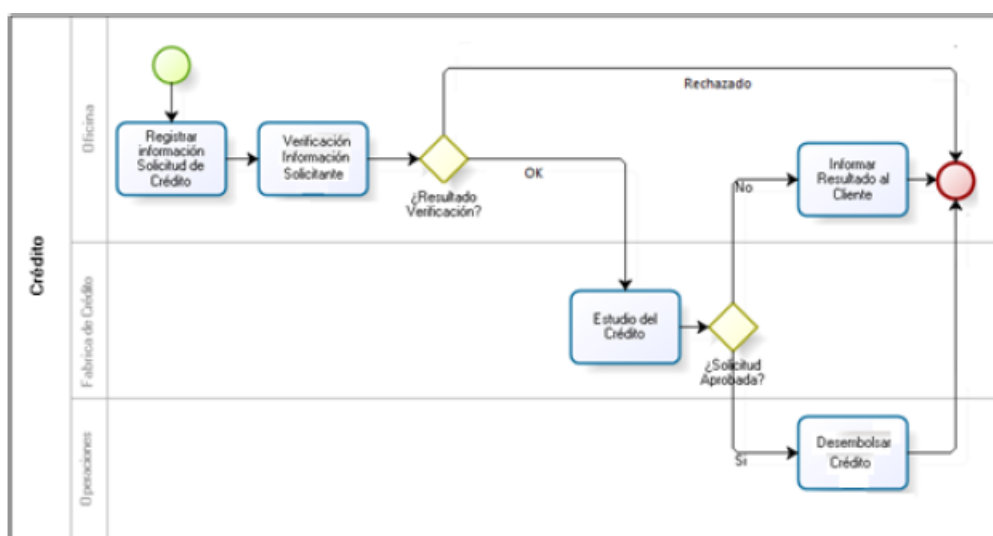 Crédito
Oficina
Registrar
información
Solicitud de
Crédito
Verificación
Información
Solicitante
¿Resultado
Verificación?
Rechazado
OK
No
Informar
Resultado al
Cliente
Fabrica de Crédito
Estudio del
Crédito
¿Solicitud
Aprobada?
Operaciones
Si
Desembolsar
Crédito